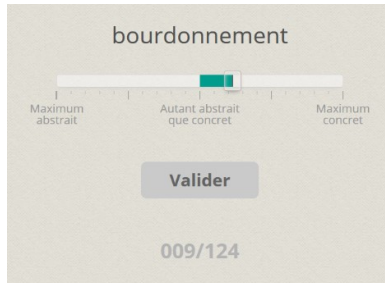 bourdonnement
Maximum abstrait
Autant abstrait que concret
Maximum concret
Valider
009/124